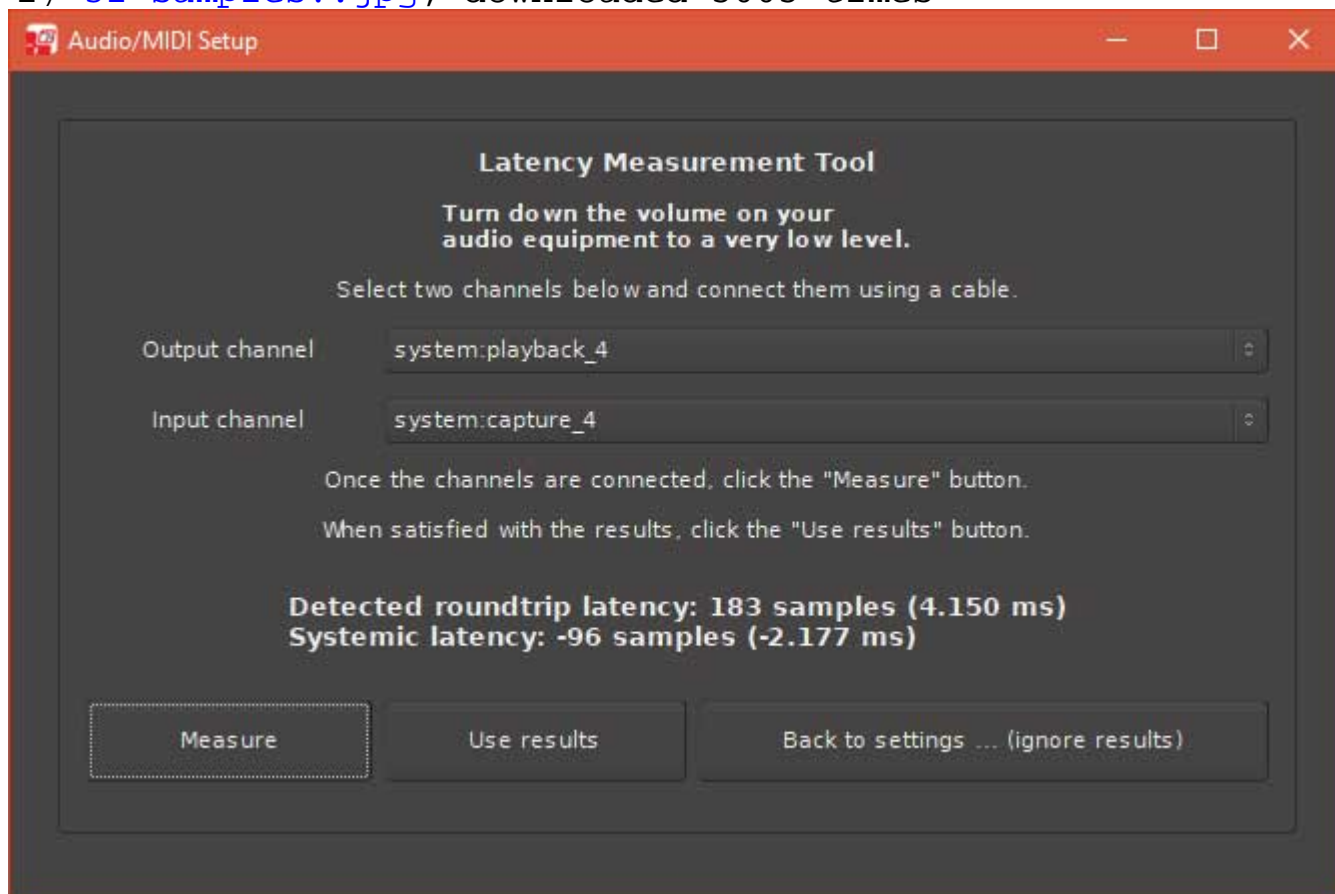 Audio/MIDI Setup
Latency Measurement Tool
Turn down the volume on your
audio equipment to a very low level.
Select two channels below and connect them using a cable.
Output channel system:playback_4
Input channel system:capture_4
Once the channels are connected, click the "Measure" button.
When satisfied with the results, click the "Use results" button.
Detected roundtrip latency: 183 samples (4.150 ms)
Systemic latency: -96 samples (-2.177 ms)
Measure Use results Back to settings ... (ignore results)